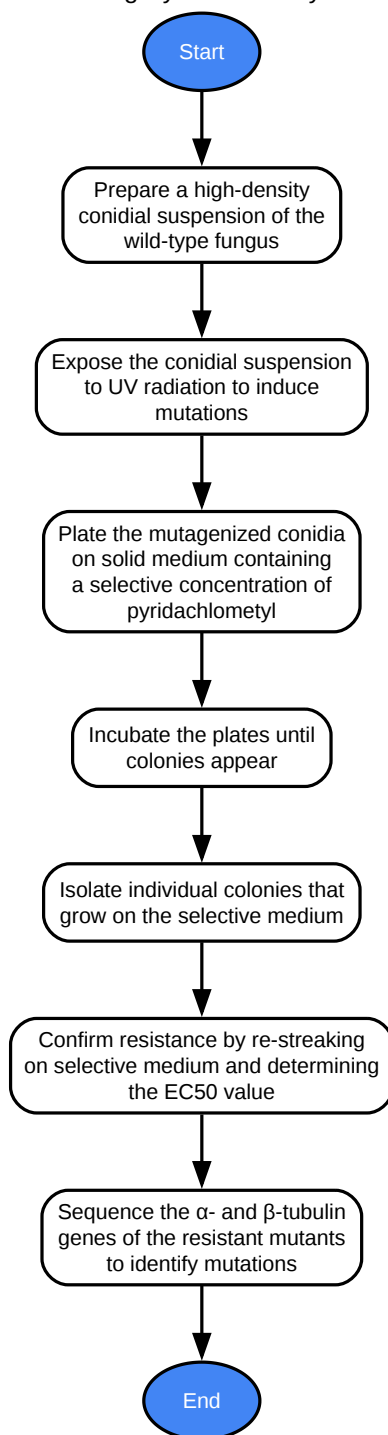 Start
Prepare a high-density
conidial suspension of the
wild-type fungus
Expose the conidial suspension
to UV radiation to induce
mutations
Plate the mutagenized conidia
on solid medium containing
a selective concentration of
pyridachlometyl
Incubate the plates until
colonies appear
Isolate individual colonies that
grow on the selective medium
Confirm resistance by re-streaking
on selective medium and determining
the EC50 value
Sequence the α- and β-tubulin
genes of the resistant mutants
to identify mutations
End